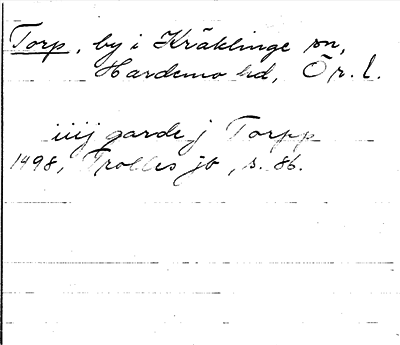 Torp, by i Kräklinge sn,
Hardemo hd, Ör. l.
iiij garde j Torpp
1498, Trolles jb, s. 86.